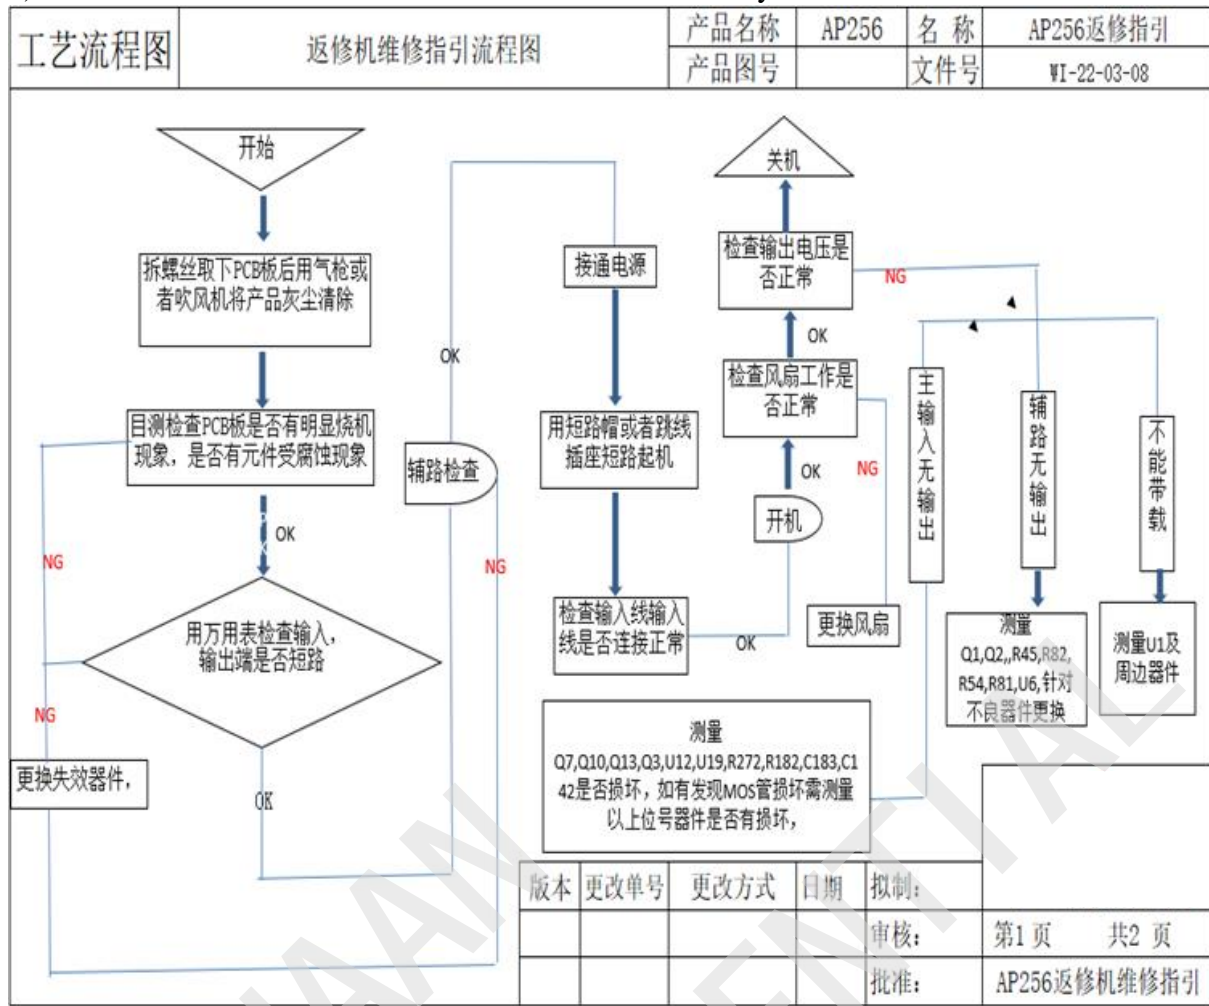 工艺流程图
返修机维修指引流程图
产品名称
AP256
名 称
AP256返修指引
产品图号
文件号
WI-22-03-08
开始
拆螺丝取下PCB板后用气枪或
者吹风机将产品灰尘清除
目测检查PCB板是否有明显烧机
现象，是否有元件受腐蚀现象
OK
NG
用万用表检查输入，
输出端是否短路
NG
更换失效器件，
OK
OK
辅路检查
NG
接通电源
用短路帽或者跳线
插座短路起机
检查输入线输入
线是否连接正常
OK
开机
OK
检查风扇工作是
否正常
NG
更换风扇
OK
检查输出电压是
否正常
NG
关机
主输入无输出
辅路无输出
不能带载
测量
Q7,Q10,Q13,Q3,U12,U19,R272,R182,C183,C1
42是否损坏，如有发现MOS管损坏需测量
以上位号器件是否有损坏，
测量
Q1,Q2,,R45,R82,
R54,R81,U6,针对
不良器件更换
测量U1及
周边器件
版本
更改单号
更改方式
日期
拟制：
审核：
第1 页 共2 页
批准：
AP256返修机维修指引